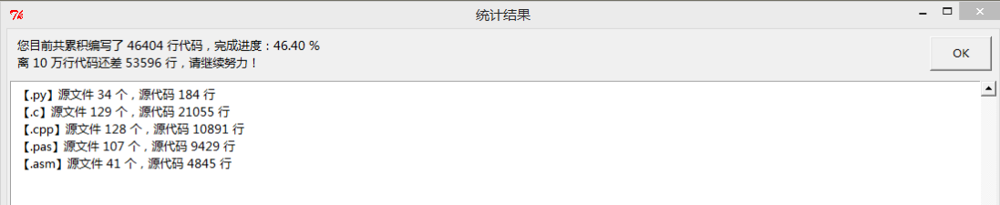 统计结果
您目前共累积编写了 46404 行代码，完成进度：46.40 %
离 10 万行代码还差 53596 行，请继续努力！
OK
【.py】源文件 34 个，源代码 184 行
【.c】源文件 129 个，源代码 21055 行
【.cpp】源文件 128 个，源代码 10891 行
【.pas】源文件 107 个，源代码 9429 行
【.asm】源文件 41 个，源代码 4845 行